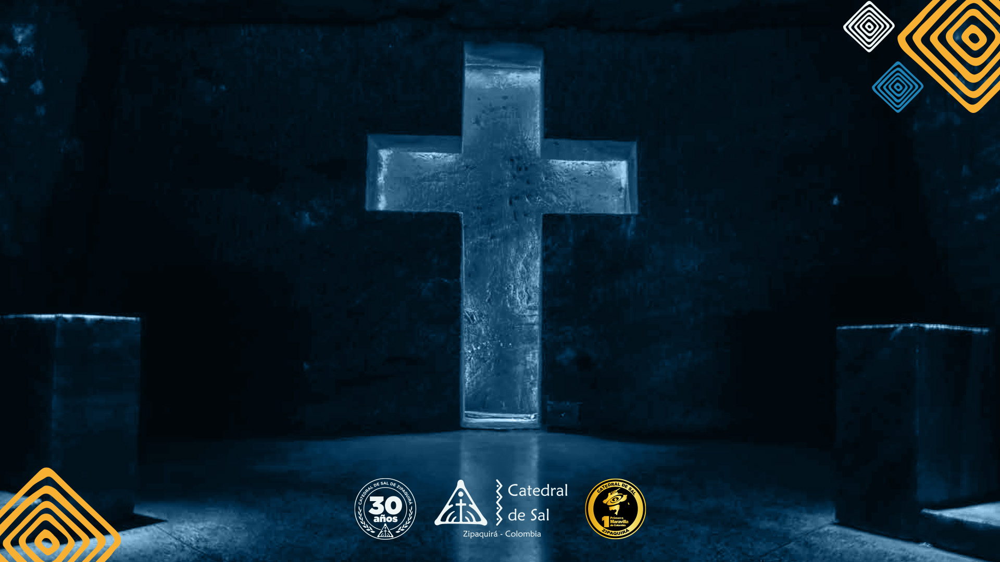 CATEDRAL DE SAL DE ZIPAQUIRÁ
30
años
Catedral
de Sal
Zipaquirá - Colombia
CATEDRAL DE SAL
1 Primera
Maravilla
de Colombia
ZIPAQUIRÁ